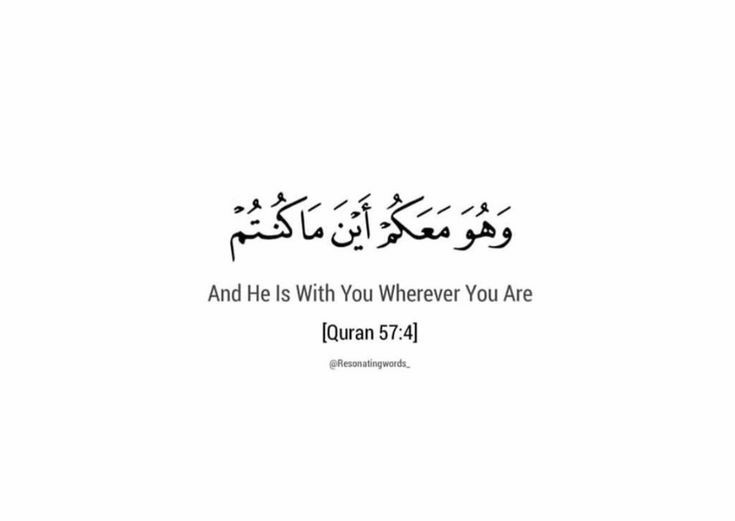 وَهُوَ مَعَكُمْ أَيْنَ مَا كُنتُمْ
And He Is With You Wherever You Are
[Quran 57:4]
@Resonatingwords_